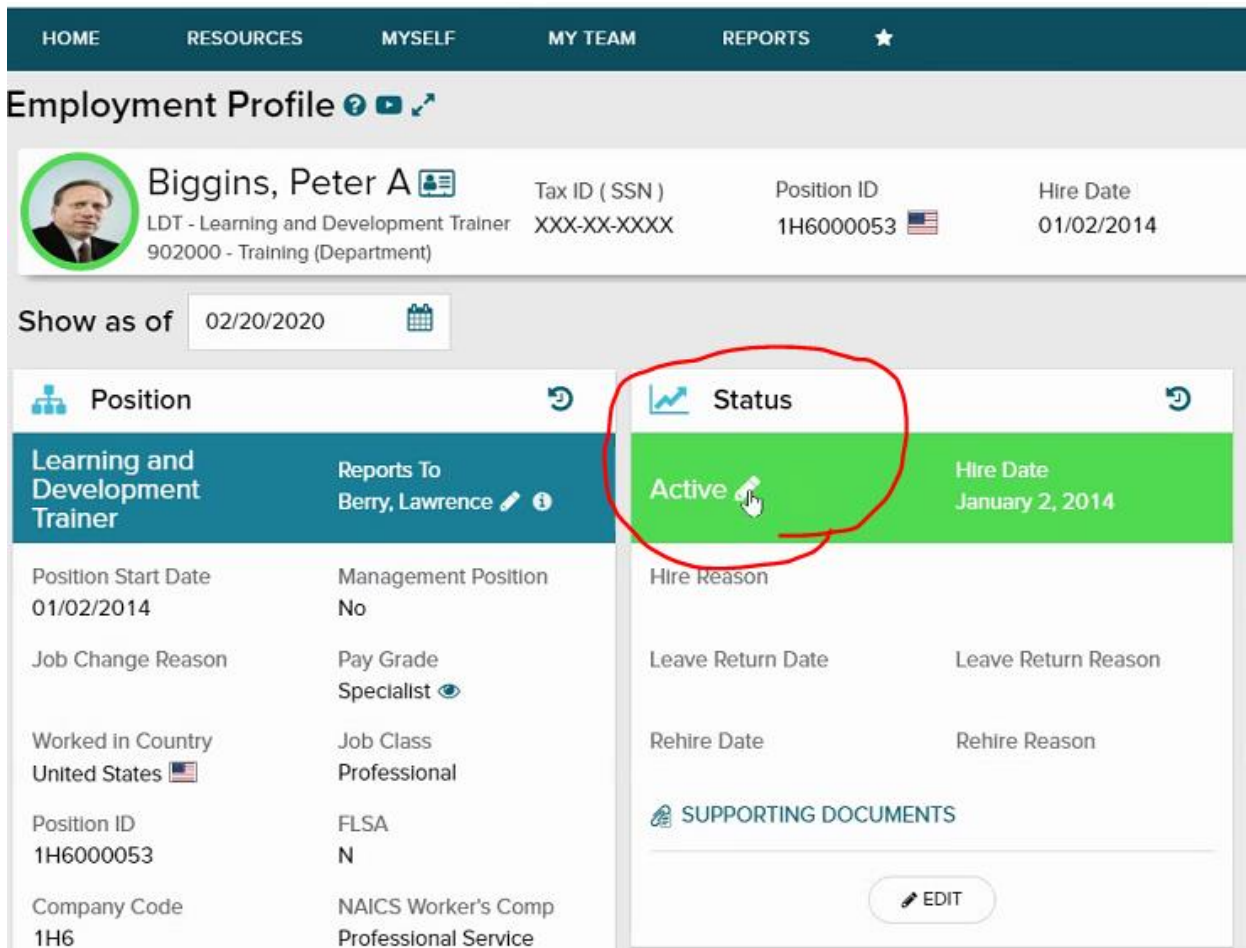 HOME RESOURCES MYSELF MY TEAM REPORTS
Employment Profile
Biggins, Peter A
LDT - Learning and Development Trainer
902000 - Training (Department)
Tax ID ( SSN )
XXX-XX-XXXX
Position ID
1H6000053
Hire Date
01/02/2014
Show as of 02/20/2020
Position
Learning and
Development
Trainer
Reports To
Berry, Lawrence
Position Start Date
01/02/2014
Management Position
No
Job Change Reason
Pay Grade
Specialist
Worked in Country
United States
Job Class
Professional
Position ID
1H6000053
FLSA
N
Company Code
1H6
NAICS Worker's Comp
Professional Service
Status
Active
Hire Date
January 2, 2014
Hire Reason
Leave Return Date
Leave Return Reason
Rehire Date
Rehire Reason
SUPPORTING DOCUMENTS
EDIT